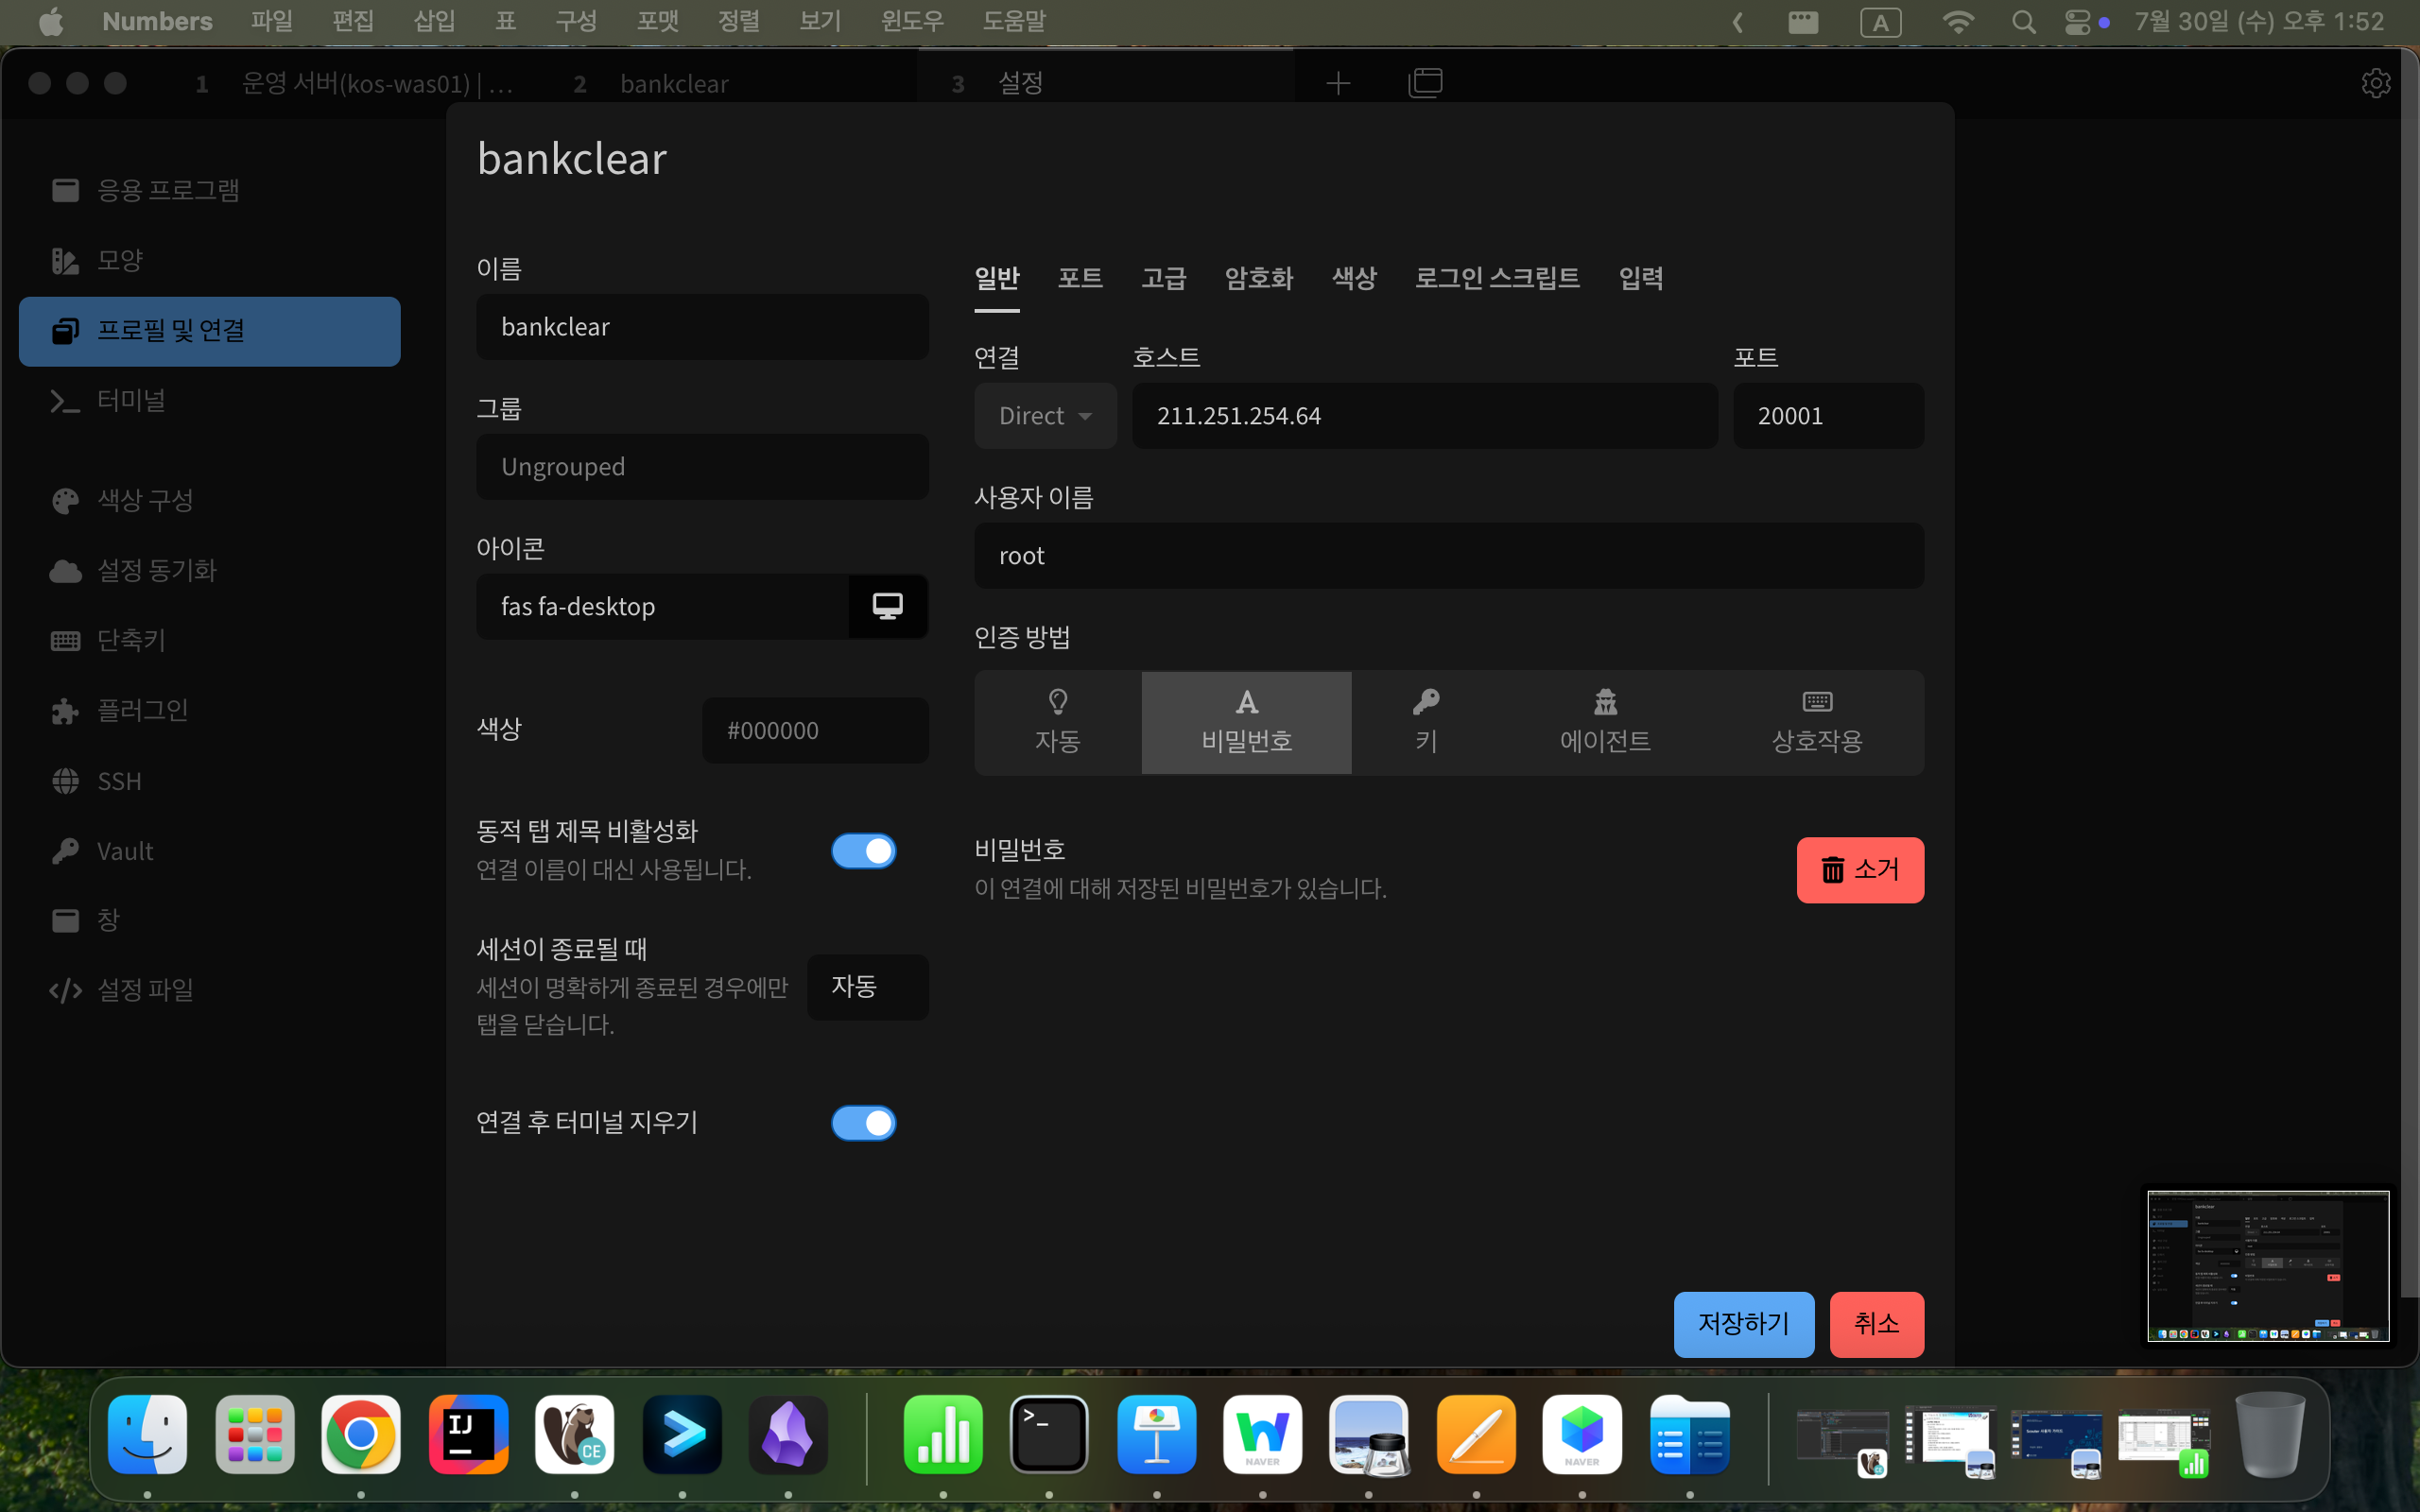 Numbers 파일 편집 삽입 표 구성 포맷 정렬 보기 윈도우 도움말 A 7월 30일 (수) 오후 1:52
1 운영 서버(kos-was01) | … 2 bankclear 3 설정
응용 프로그램
모양
프로필 및 연결
터미널
색상 구성
설정 동기화
단축키
플러그인
SSH
Vault
창
설정 파일
bankclear
이름
bankclear
그룹
Ungrouped
아이콘
fas fa-desktop
색상 #000000
동적 탭 제목 비활성화
연결 이름이 대신 사용됩니다.
세션이 종료될 때
세션이 명확하게 종료된 경우에만
탭을 닫습니다.
자동
연결 후 터미널 지우기
일반 포트 고급 암호화 색상 로그인 스크립트 입력
연결 호스트 포트
Direct 211.251.254.64 20001
사용자 이름
root
인증 방법
자동 비밀번호 키 에이전트 상호작용
비밀번호
이 연결에 대해 저장된 비밀번호가 있습니다.
소거
저장하기 취소
IJ
CE
>_
NAVER
NAVER